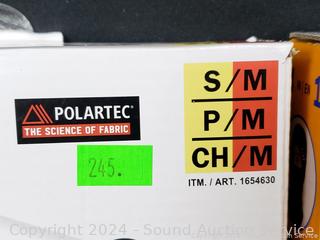 POLARTEC®
THE SCIENCE OF FABRIC
245.
S/M
P/M
CH/M
ITM. / ART. 1654630
Copyright 2024 - Sound Auction Service